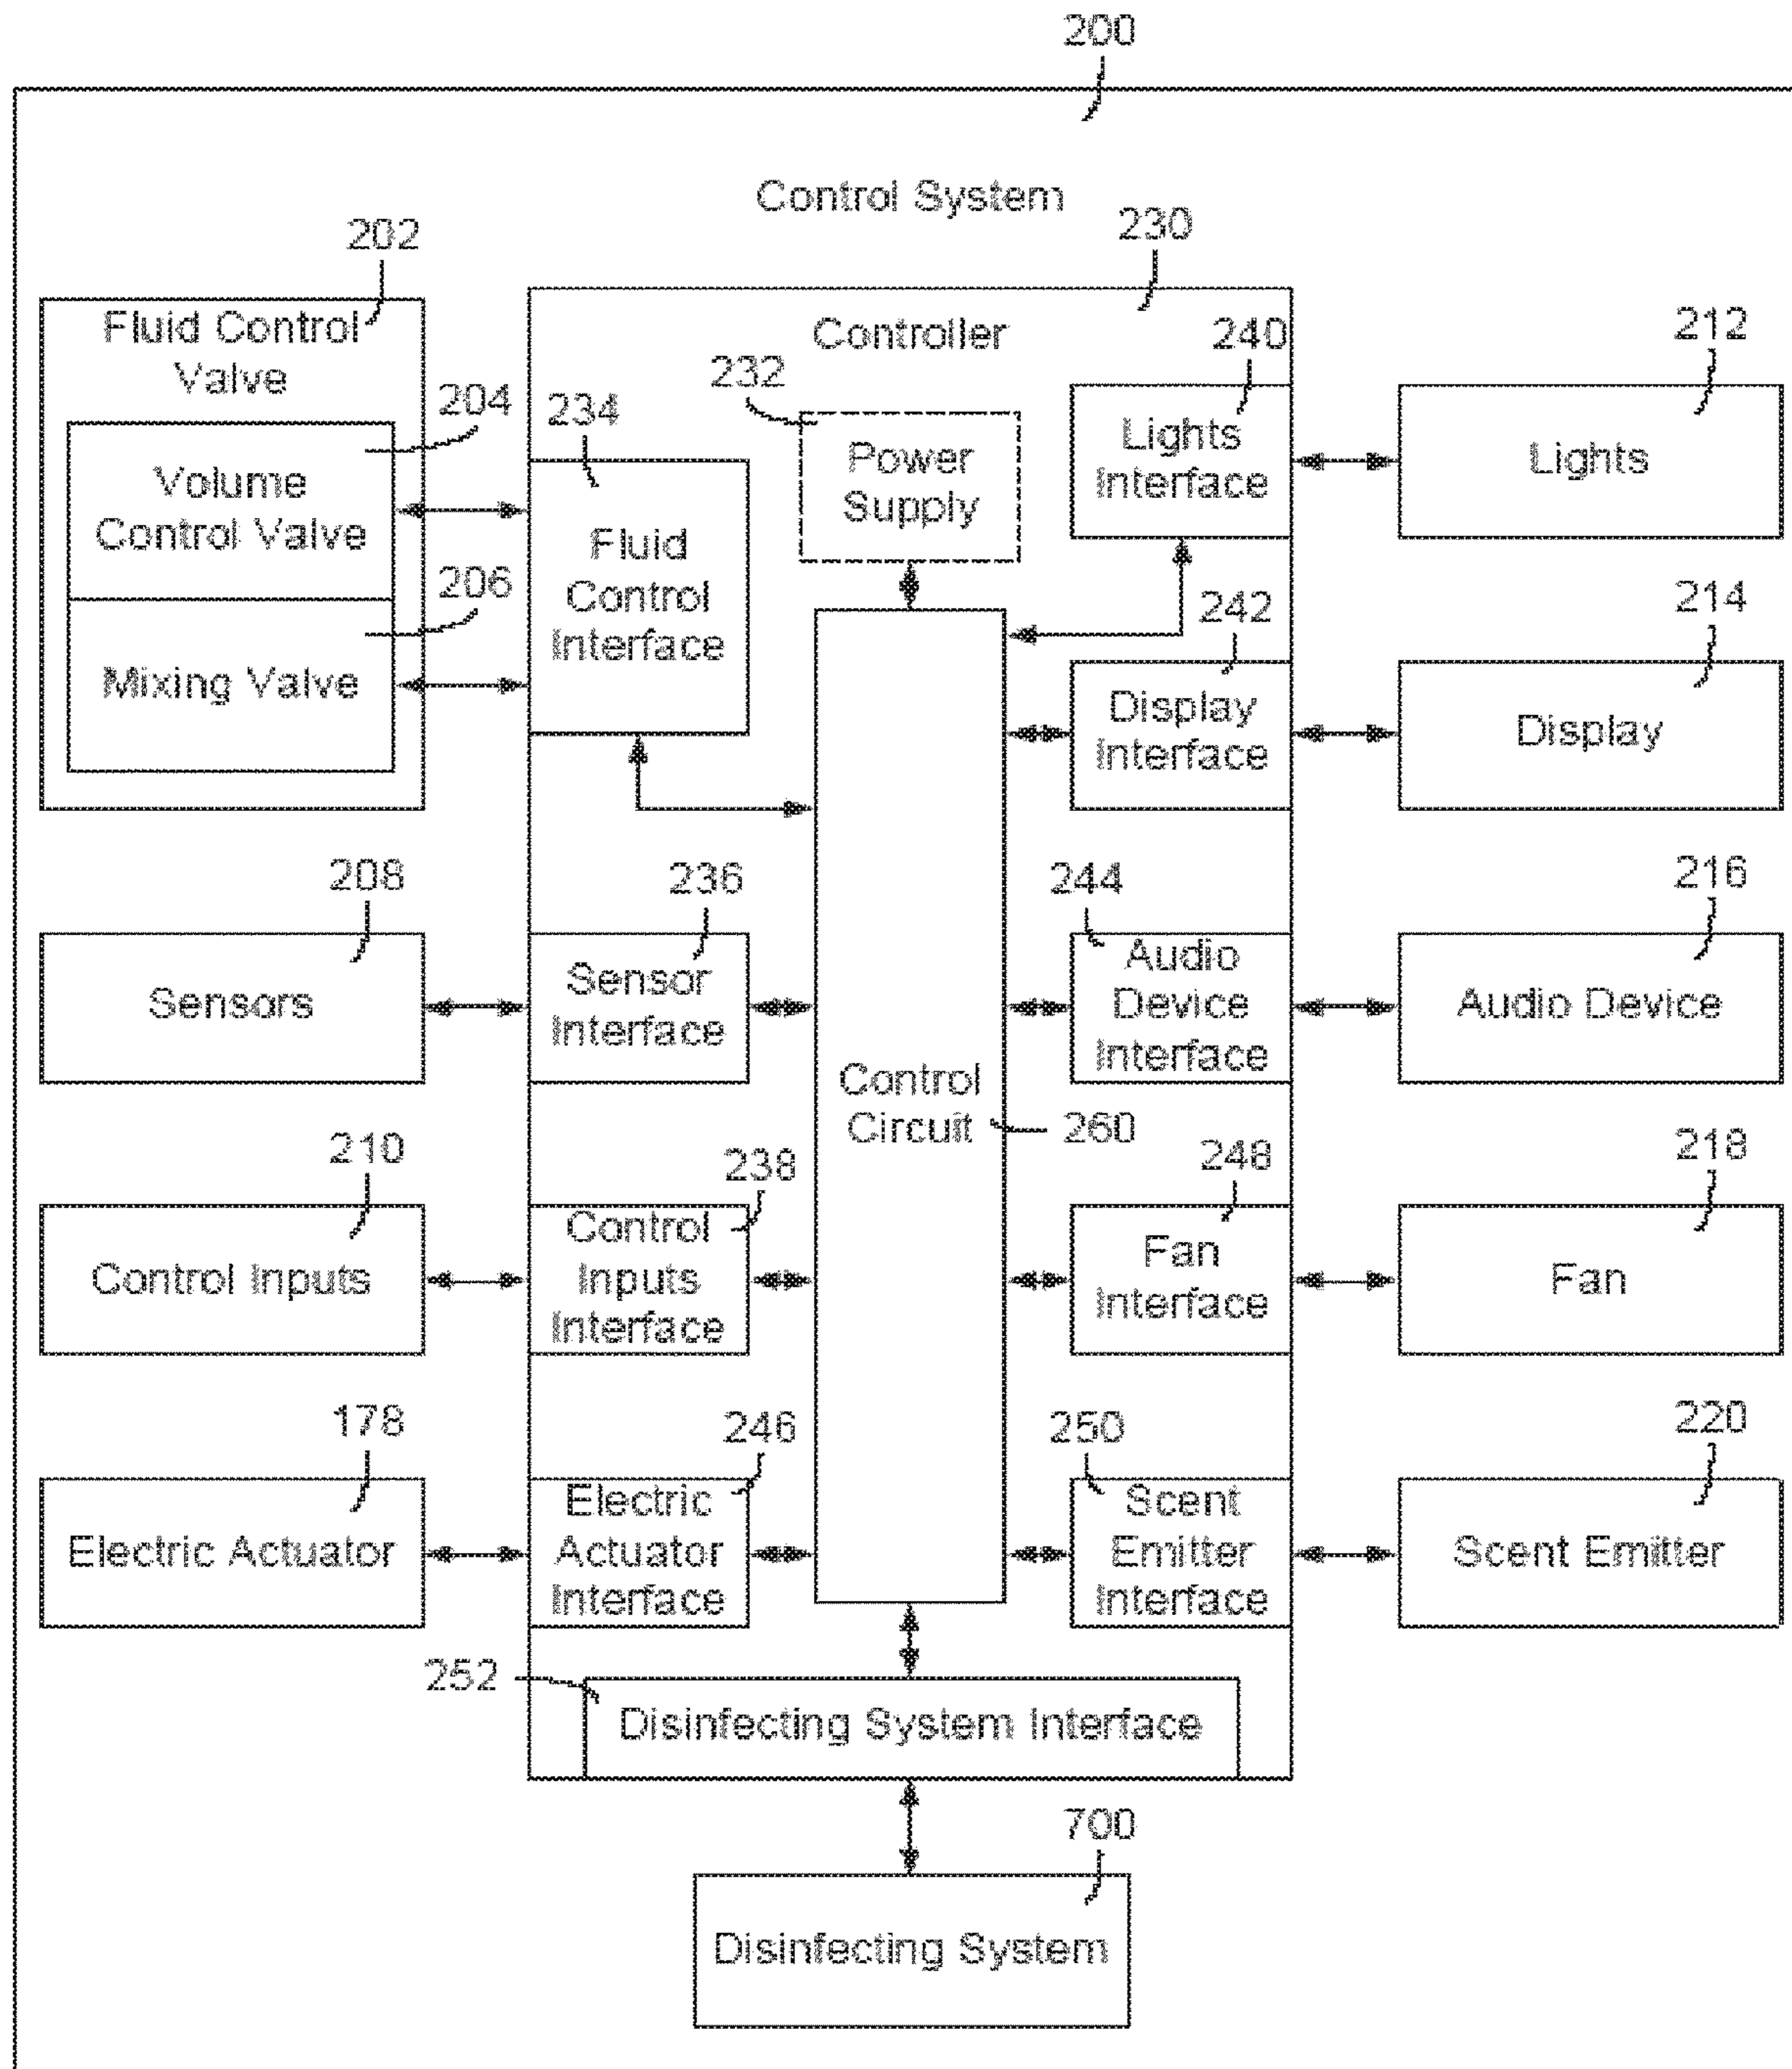 200
Control System
202
230
Fluid Control
Valve
Controller
240
212
232
204
234
Lights
Interface
Power
Supply
Lights
Volume
Control Valve
Fluid
Control
Interface
206
242
214
Mixing Valve
Display
Interface
Display
208
236
244
216
Sensors
Sensor
Interface
Audio
Device
Interface
Audio Device
Control
Circuit
260
210
238
248
218
Control Inputs
Control
Inputs
Interface
Fan
Interface
Fan
178
246
250
220
Electric Actuator
Electric
Actuator
Interface
Scent
Emitter
Interface
Scent Emitter
252
Disinfecting System Interface
700
Disinfecting System